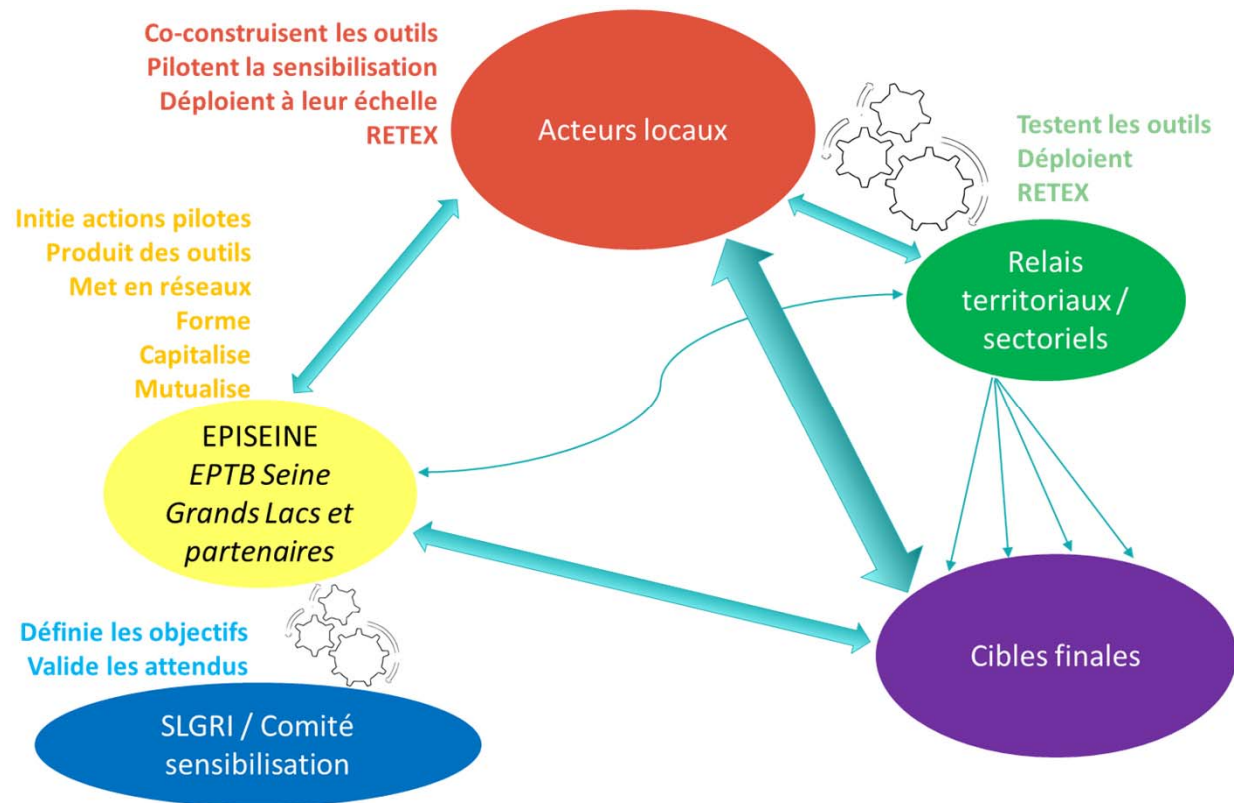 Co-construisent les outils
Pilotent la sensibilisation
Déploient à leur échelle
RETEX
Acteurs locaux
Testent les outils
Déploient
RETEX
Initie actions pilotes
Produit des outils
Met en réseaux
Forme
Capitalise
Mutualise
Relais
territoriaux /
sectoriels
EPISEINE
EPTB Seine
Grands Lacs et
partenaires
Définie les objectifs
Valide les attendus
Cibles finales
SLGRI / Comité
sensibilisation